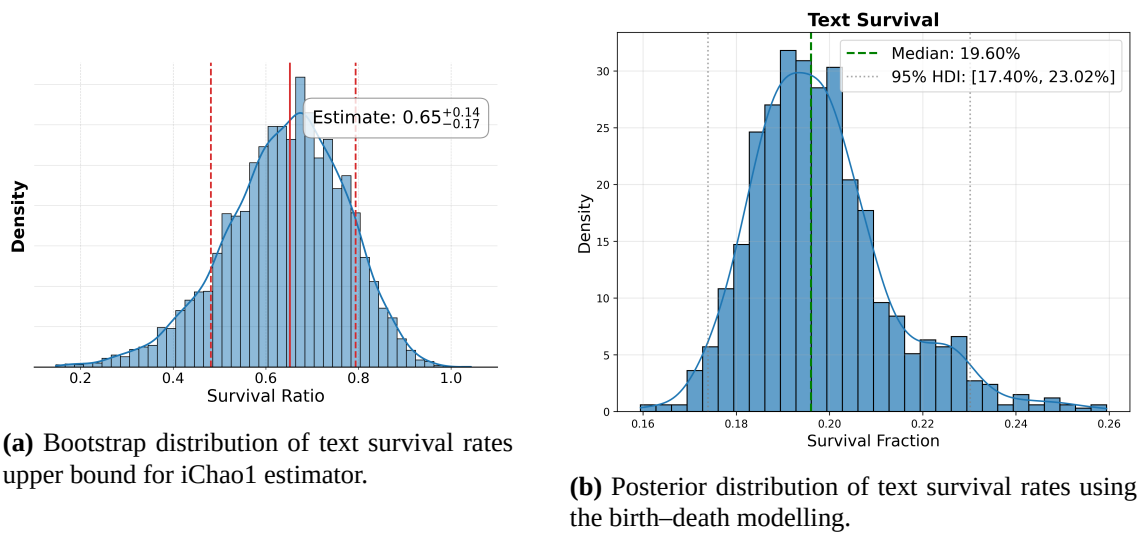 Density
Estimate: 0.65+0.14−0.17
0.2 0.4 0.6 0.8 1.0
Survival Ratio
(a) Bootstrap distribution of text survival rates
upper bound for iChao1 estimator.
Text Survival
Median: 19.60%
95% HDI: [17.40%, 23.02%]
Density
30
25
20
15
10
5
0
0.16 0.18 0.20 0.22 0.24 0.26
Survival Fraction
(b) Posterior distribution of text survival rates using
the birth–death modelling.